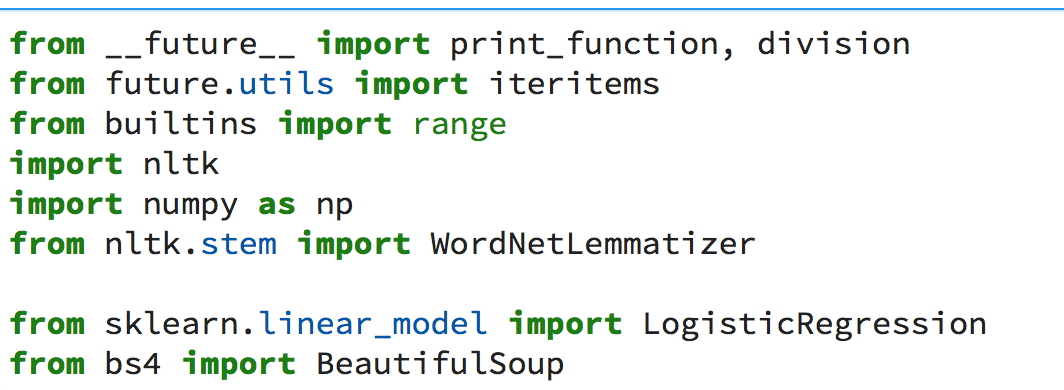 from __future__ import print_function, division
from future.utils import iteritems
from builtins import range
import nltk
import numpy as np
from nltk.stem import WordNetLemmatizer
from sklearn.linear_model import LogisticRegression
from bs4 import BeautifulSoup